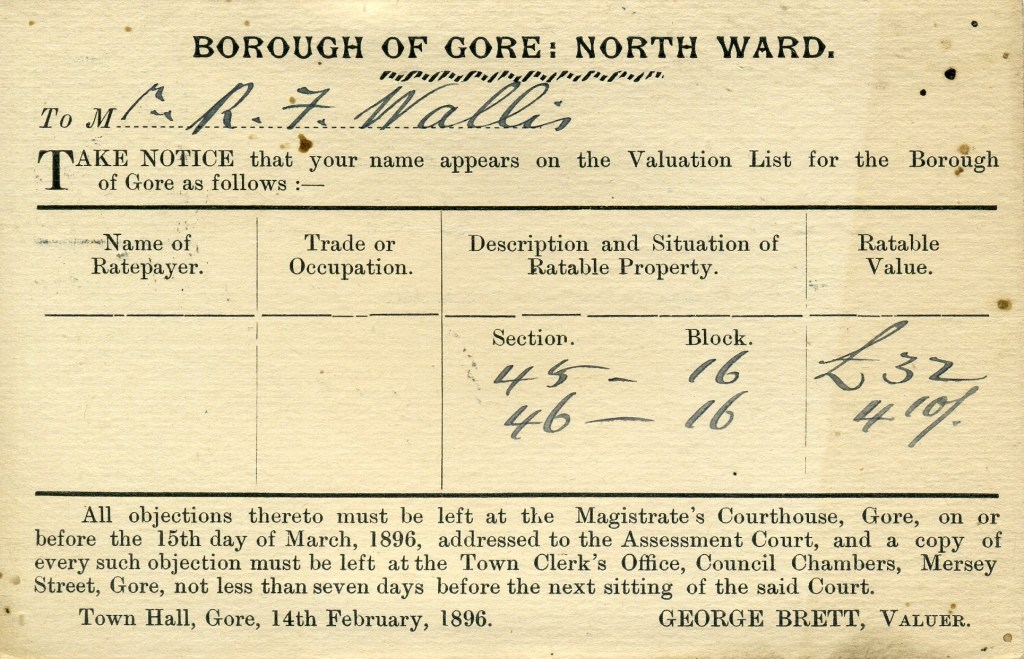 BOROUGH OF GORE: NORTH WARD.
To Mr. R. F. Wallis
TAKE NOTICE that your name appears on the Valuation List for the Borough
of Gore as follows :—
Name of Ratepayer.
Trade or Occupation.
Description and Situation of Ratable Property.
Ratable Value.
Section. Block.
45 – 16 £32
46 — 16 4 10/.
All objections thereto must be left at the Magistrate's Courthouse, Gore, on or
before the 15th day of March, 1896, addressed to the Assessment Court, and a copy of
every such objection must be left at the Town Clerk's Office, Council Chambers, Mersey
Street, Gore, not less than seven days before the next sitting of the said Court.
Town Hall, Gore, 14th February, 1896. GEORGE BRETT, VALUER.